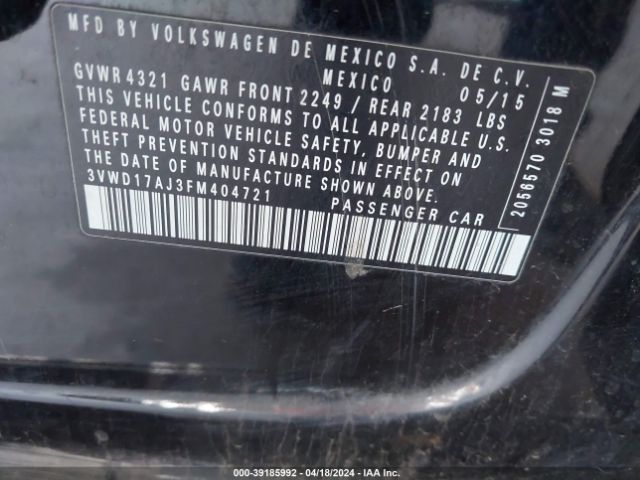 MFD BY VOLKSWAGEN DE MEXICO S.A. DE C.V.
MEXICO 05/15
GVWR 4321 GAWR FRONT 2249 / REAR 2183 LBS
THIS VEHICLE CONFORMS TO ALL APPLICABLE U.S.
FEDERAL MOTOR VEHICLE SAFETY, BUMPER AND
THEFT PREVENTION STANDARDS IN EFFECT ON
THE DATE OF MANUFACTURE SHOWN ABOVE.
3VWD17AJ3FM404721 PASSENGER CAR
2056570 3018 M
000-39185992 - 04/18/2024 - IAA Inc.